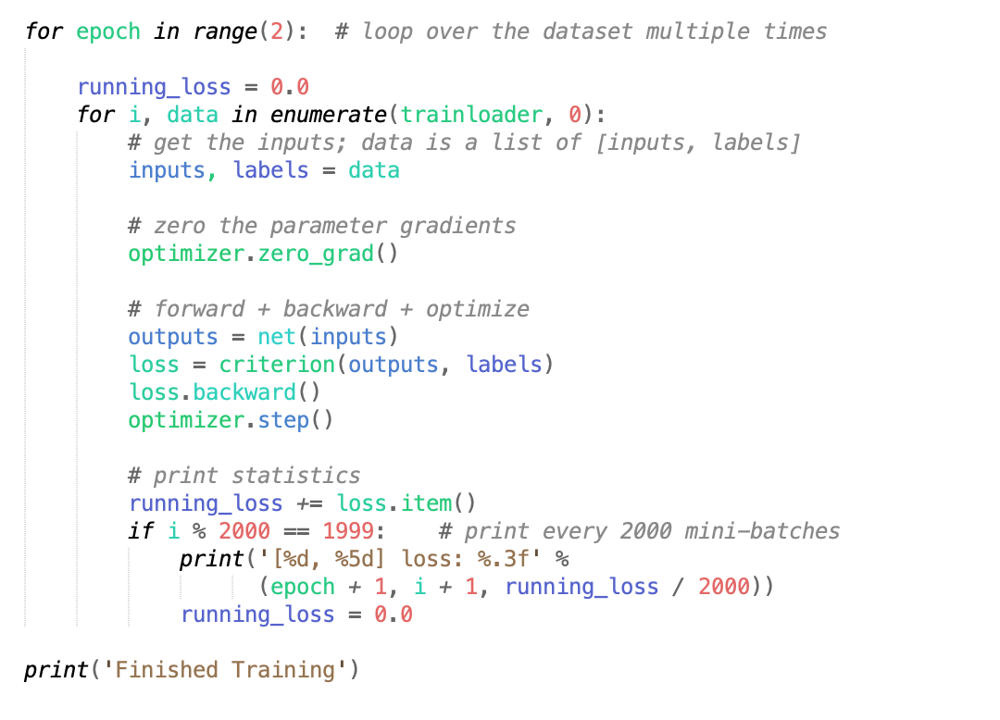 for epoch in range(2):  # loop over the dataset multiple times

    running_loss = 0.0
    for i, data in enumerate(trainloader, 0):
        # get the inputs; data is a list of [inputs, labels]
        inputs, labels = data

        # zero the parameter gradients
        optimizer.zero_grad()

        # forward + backward + optimize
        outputs = net(inputs)
        loss = criterion(outputs, labels)
        loss.backward()
        optimizer.step()

        # print statistics
        running_loss += loss.item()
        if i % 2000 == 1999:    # print every 2000 mini-batches
            print('[%d, %5d] loss: %.3f' %
                  (epoch + 1, i + 1, running_loss / 2000))
            running_loss = 0.0

print('Finished Training')